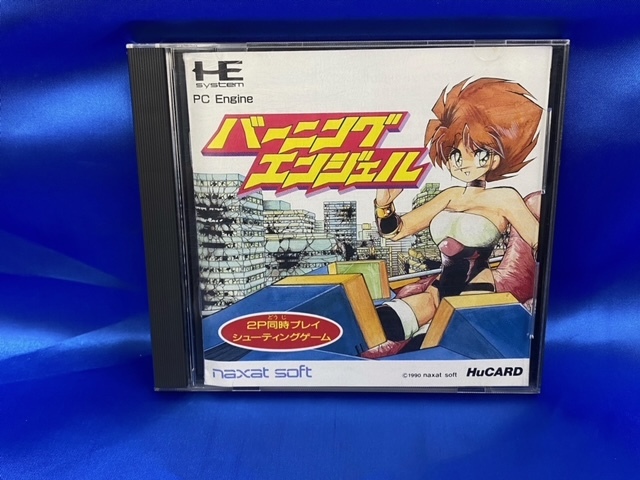 HE
system
PC Engine
バーニング
エンジェル
どうじ
2P同時プレイ
シューティングゲーム
naxat soft
©1990 naxat soft
HuCARD